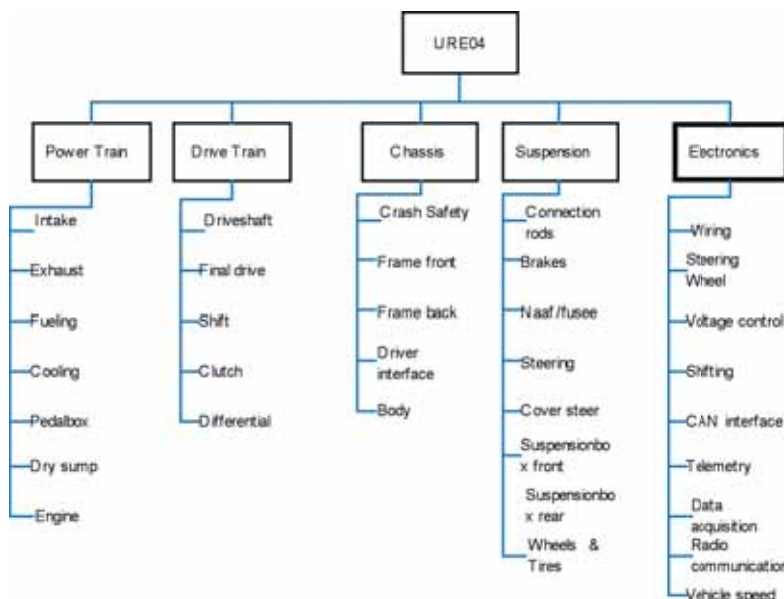 URE04
Power Train
Drive Train
Chassis
Suspension
Electronics
Intake
Exhaust
Fueling
Cooling
Pedalbox
Dry sump
Engine
Driveshaft
Final drive
Shift
Clutch
Differential
Crash Safety
Frame front
Frame back
Driver
interface
Body
Connection
rods
Brakes
Naaf/fusee
Steering
Cover steer
Suspensionbo
x front
Suspensionbo
x rear
Wheels &
Tires
Wiring
Steering
Wheel
Voltage control
Shifting
CAN interface
Telemetry
Data
acquisition
Radio
communication
Vehicle speed